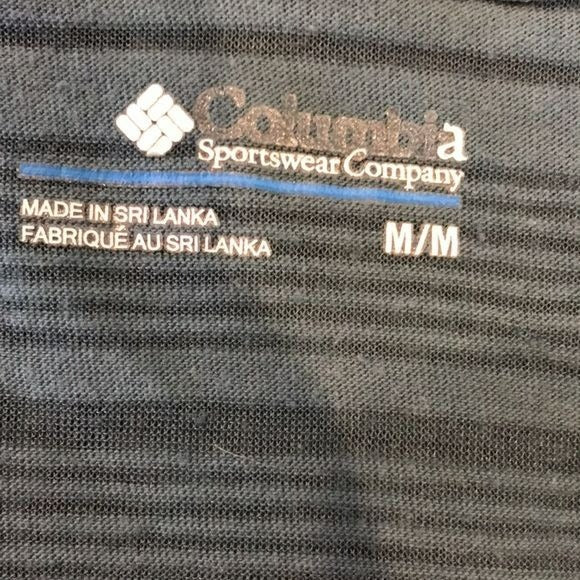 Columbia
Sportswear Company
MADE IN SRI LANKA
FABRIQUÉ AU SRI LANKA
M/M